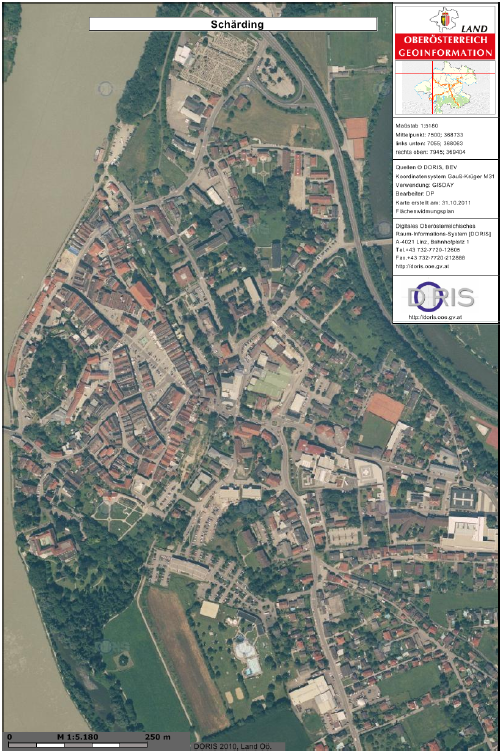 Schärding
LAND
OBERÖSTERREICH
GEOINFORMATION
Maßstab 1:5180
Mittelpunkt: 7500; 368733
links unten: 7055; 368062
rechts oben: 7945; 369404
Quellen © DORIS, BEV
Koordinatensystem Gauß-Krüger M31
Verwendung: GISDAY
Bearbeiter: DP
Karte erstellt am: 31.10.2011
Flächenwidmungsplan
Digitales Oberösterreichisches
Raum-Informations-System [DORIS]
A-4021 Linz, Bahnhofplatz 1
Tel.+43 732-7720-12605
Fax.+43 732-7720-212868
http://doris.ooe.gv.at
DORIS
http://doris.ooe.gv.at
0 M 1:5.180 250 m
DORIS 2010, Land Oö.